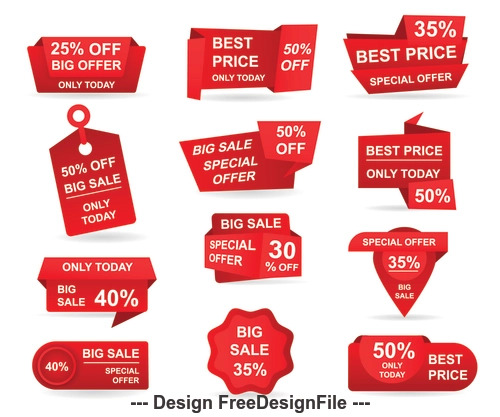 25% OFF
BIG OFFER
ONLY TODAY
BEST
PRICE
ONLY TODAY
50%
OFF
35%
BEST PRICE
SPECIAL OFFER
50% OFF
BIG SALE
ONLY
TODAY
BIG SALE
SPECIAL
OFFER
50%
OFF
BEST PRICE
ONLY TODAY
50%
ONLY TODAY
BIG
SALE
40%
BIG SALE
SPECIAL
OFFER
30
% OFF
SPECIAL OFFER
35%
BIG
SALE
40%
BIG SALE
SPECIAL
OFFER
BIG
SALE
35%
50%
ONLY
TODAY
BEST
PRICE
--- Design FreeDesignFile ---